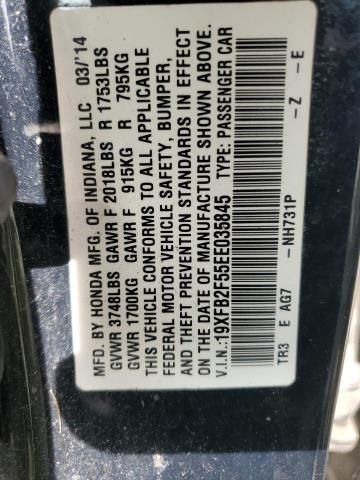 MFD. BY HONDA MFG. OF INDIANA, LLC 03/'14
GVWR 3748LBS GAWR F 2018LBS R 1753LBS
GVWR 1700KG GAWR F 915KG R 795KG
THIS VEHICLE CONFORMS TO ALL APPLICABLE
FEDERAL MOTOR VEHICLE SAFETY, BUMPER,
AND THEFT PREVENTION STANDARDS IN EFFECT
ON THE DATE OF MANUFACTURE SHOWN ABOVE.
V.I.N.:19XFB2F55EE035845 TYPE: PASSENGER CAR
TR3 E AG7 -NH731P -Z -E